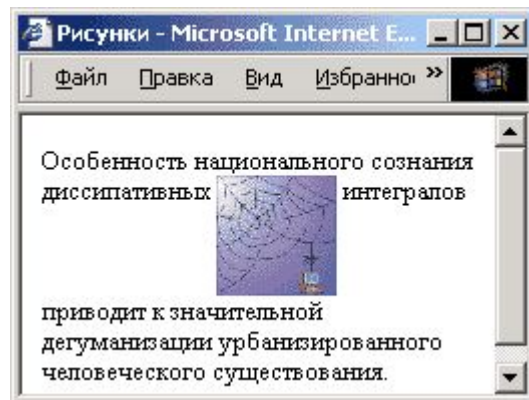 Рисунки - Microsoft Internet E...
Файл Правка Вид Избранно »
Особенность национального сознания
диссипативных интегралов
приводит к значительной
дегуманизации урбанизированного
человеческого существования.